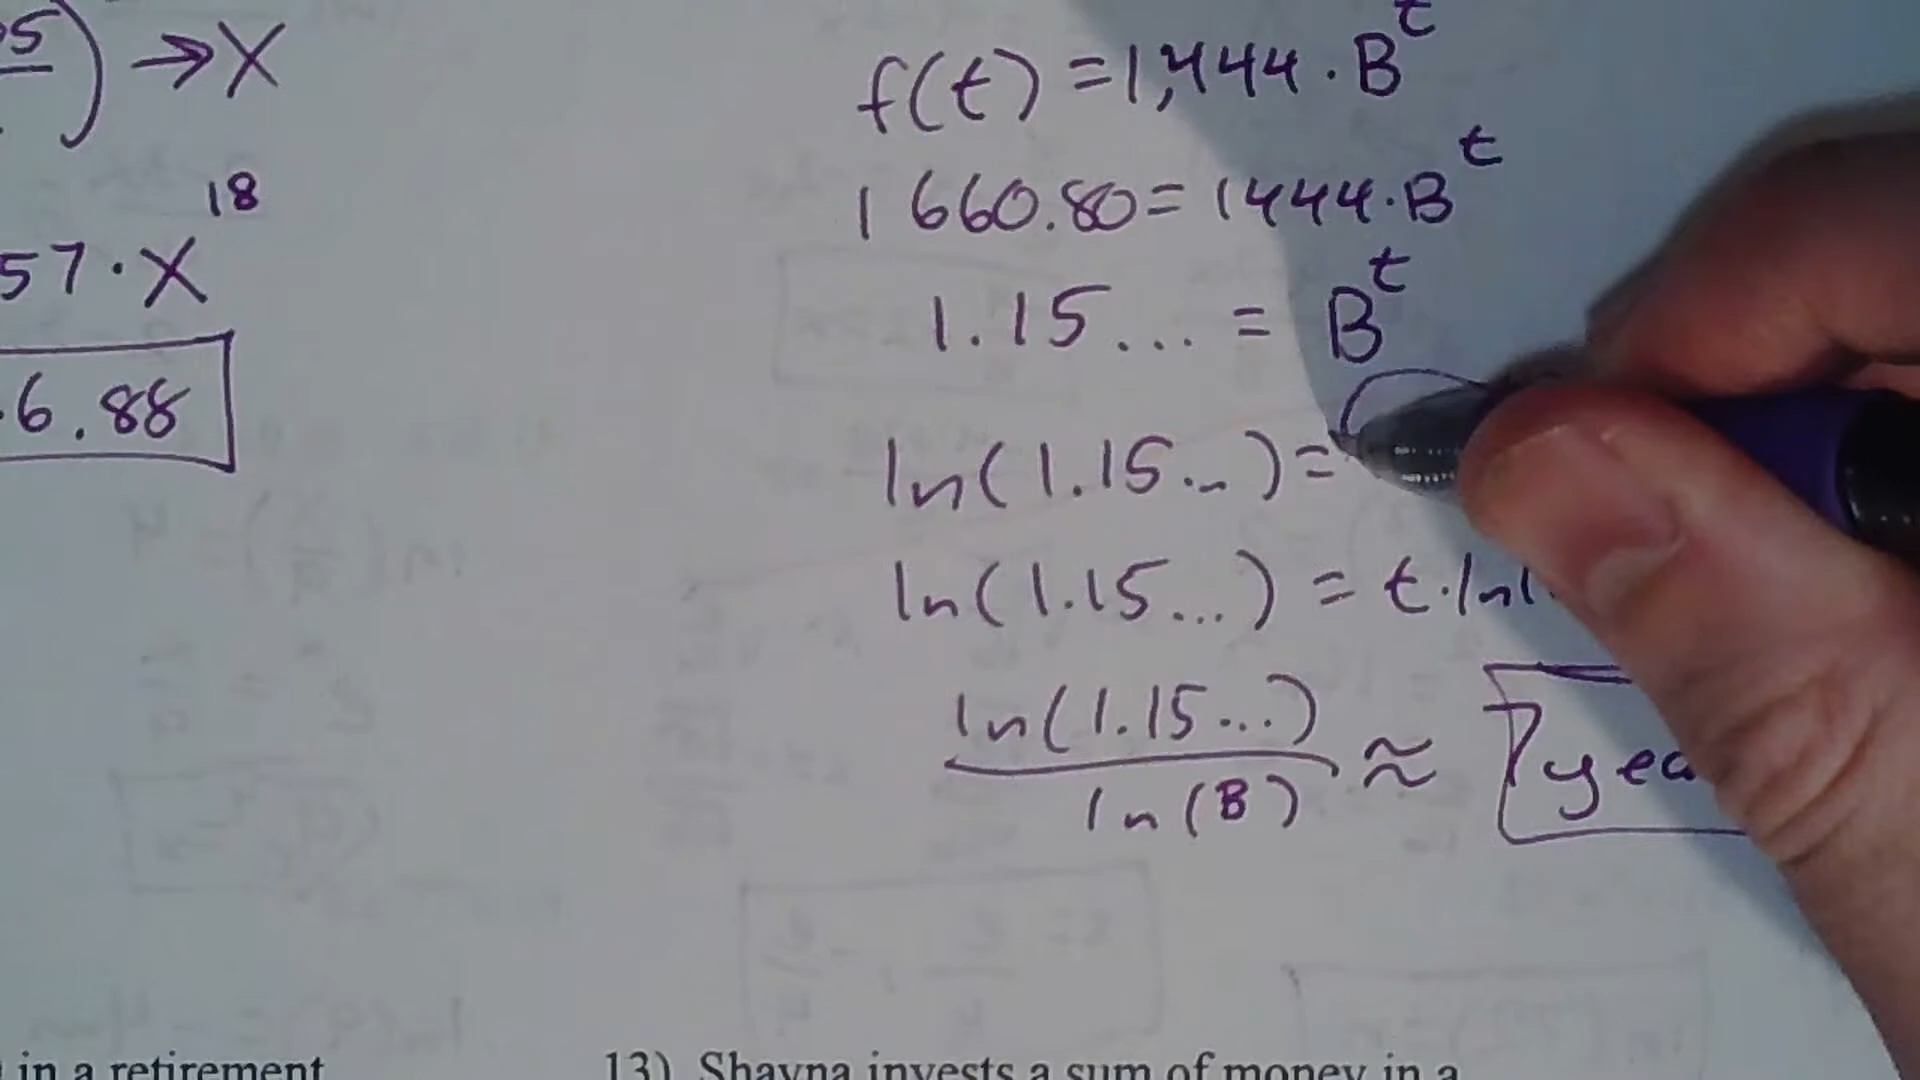 05) → X
57 · X^18
6.88
f(t) = 1,444 · B^t
1660.80 = 1444 · B^t
1.15... = B^t
ln(1.15...) =
ln(1.15...) = t · ln(
ln(1.15...) / ln(B) ≈ 7 yea
in a retirement
13) Shayna invests a sum of money in a